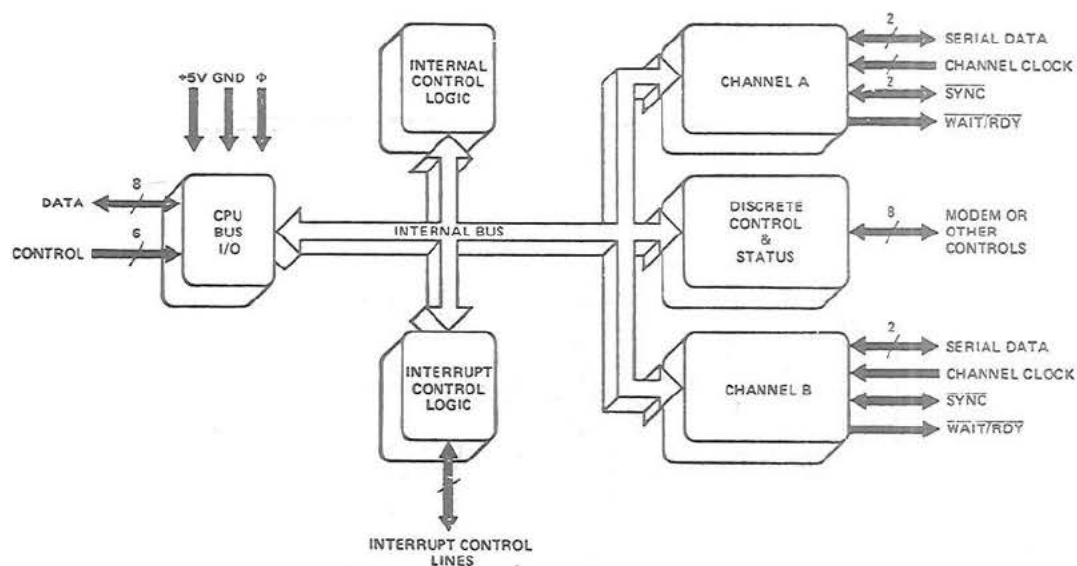 +5V GND Φ
DATA
8
CONTROL
6
CPU
BUS
I/O
INTERNAL
CONTROL
LOGIC
INTERNAL BUS
INTERRUPT
CONTROL
LOGIC
INTERRUPT CONTROL
LINES
CHANNEL A
2
SERIAL DATA
CHANNEL CLOCK
2
SYNC
WAIT/RDY
DISCRETE
CONTROL
&
STATUS
8
MODEM OR
OTHER
CONTROLS
CHANNEL B
2
SERIAL DATA
CHANNEL CLOCK
SYNC
WAIT/RDY